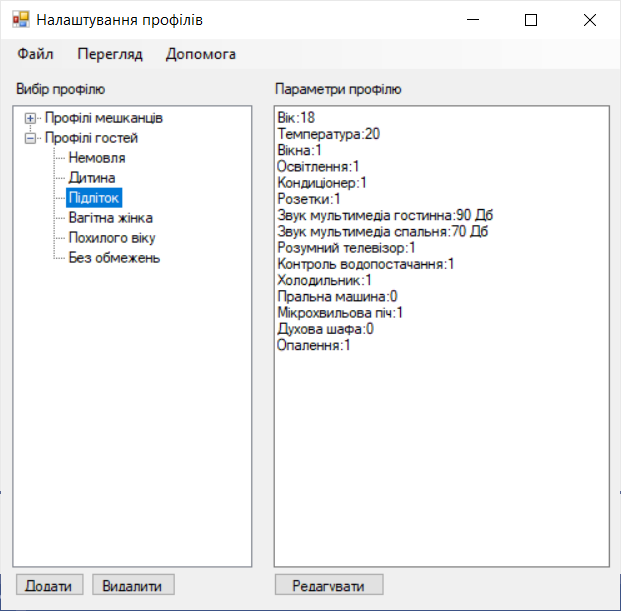 Налаштування профілів
Файл Перегляд Допомога
Вибір профілю
Профілі мешканців
Профілі гостей
Немовля
Дитина
Підліток
Вагітна жінка
Похилого віку
Без обмежень
Додати Видалити
Параметри профілю
Вік:18
Температура:20
Вікна:1
Освітлення:1
Кондиціонер:1
Розетки:1
Звук мультимедіа гостинна:90 Дб
Звук мультимедіа спальня:70 Дб
Розумний телевізор:1
Контроль водопостачання:1
Холодильник:1
Пральна машина:0
Мікрохвильова піч:1
Духова шафа:0
Опалення:1
Редагувати